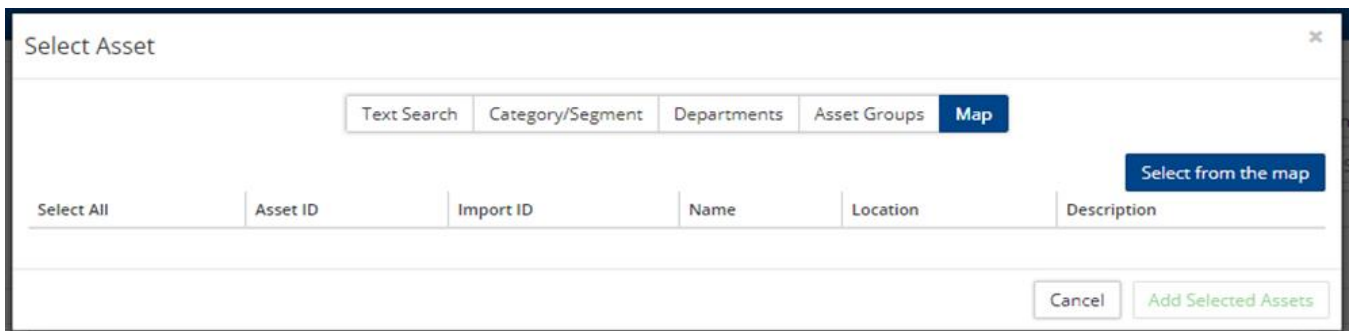 Select Asset ×
Text Search Category/Segment Departments Asset Groups Map
Select from the map
Select All Asset ID Import ID Name Location Description
Cancel Add Selected Assets